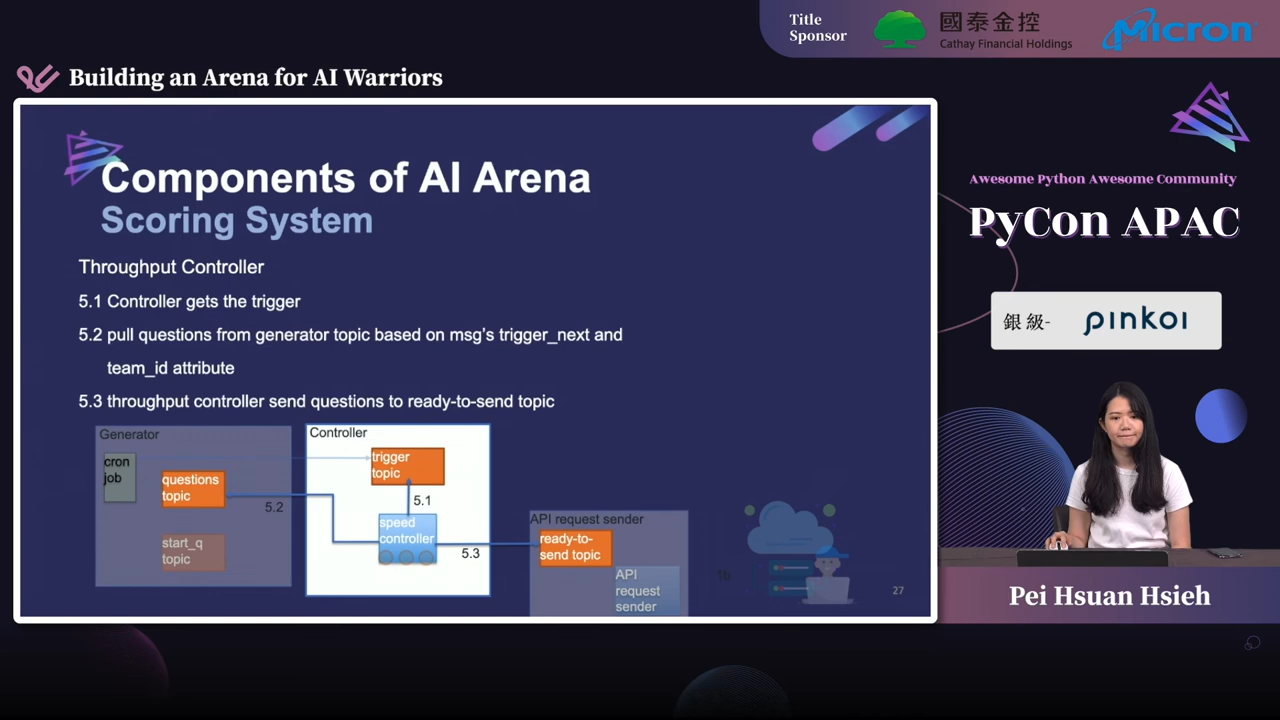 Title
Sponsor
國泰金控
Cathay Financial Holdings
Micron
Building an Arena for AI Warriors
Components of AI Arena
Scoring System
Throughput Controller
5.1 Controller gets the trigger
5.2 pull questions from generator topic based on msg's trigger_next and
team_id attribute
5.3 throughput controller send questions to ready-to-send topic
Generator
cron
job
questions
topic
start_q
topic
5.2
Controller
trigger
topic
5.1
speed
controller
5.3
API request sender
ready-to-
send topic
API
request
sender
1b
27
Awesome Python Awesome Community
PyCon APAC
銀級-
pinkoi
Pei Hsuan Hsieh